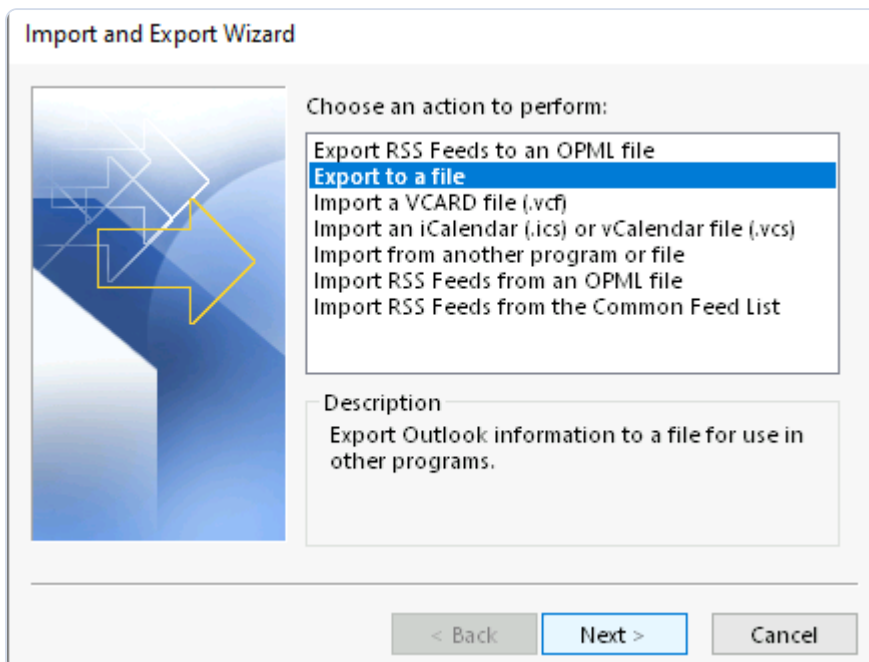 Import and Export Wizard
Choose an action to perform:
Export RSS Feeds to an OPML file
Export to a file
Import a VCARD file (.vcf)
Import an iCalendar (.ics) or vCalendar file (.vcs)
Import from another program or file
Import RSS Feeds from an OPML file
Import RSS Feeds from the Common Feed List
Description
Export Outlook information to a file for use in
other programs.
< Back Next > Cancel